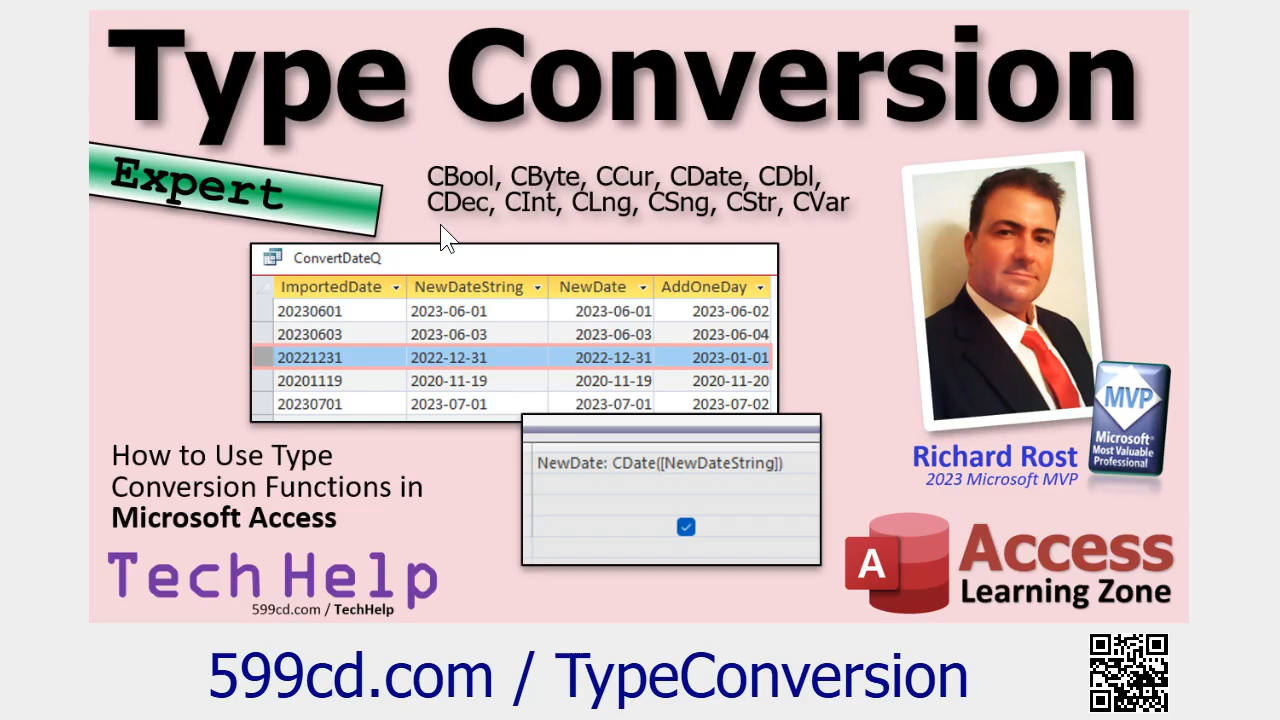 Type Conversion
Expert
CBool, CByte, CCur, CDate, CDbl,
CDec, CInt, CLng, CSng, CStr, CVar
ConvertDateQ
ImportedDate NewDateString NewDate AddOneDay
20230601 2023-06-01 2023-06-01 2023-06-02
20230603 2023-06-03 2023-06-03 2023-06-04
20221231 2022-12-31 2022-12-31 2023-01-01
20201119 2020-11-19 2020-11-19 2020-11-20
20230701 2023-07-01 2023-07-01 2023-07-02
NewDate: CDate([NewDateString])
How to Use Type
Conversion Functions in
Microsoft Access
TechHelp
599cd.com / TechHelp
MVP
Microsoft®
Most Valuable
Professional
Richard Rost
2023 Microsoft MVP
A
Access
Learning Zone
599cd.com / TypeConversion